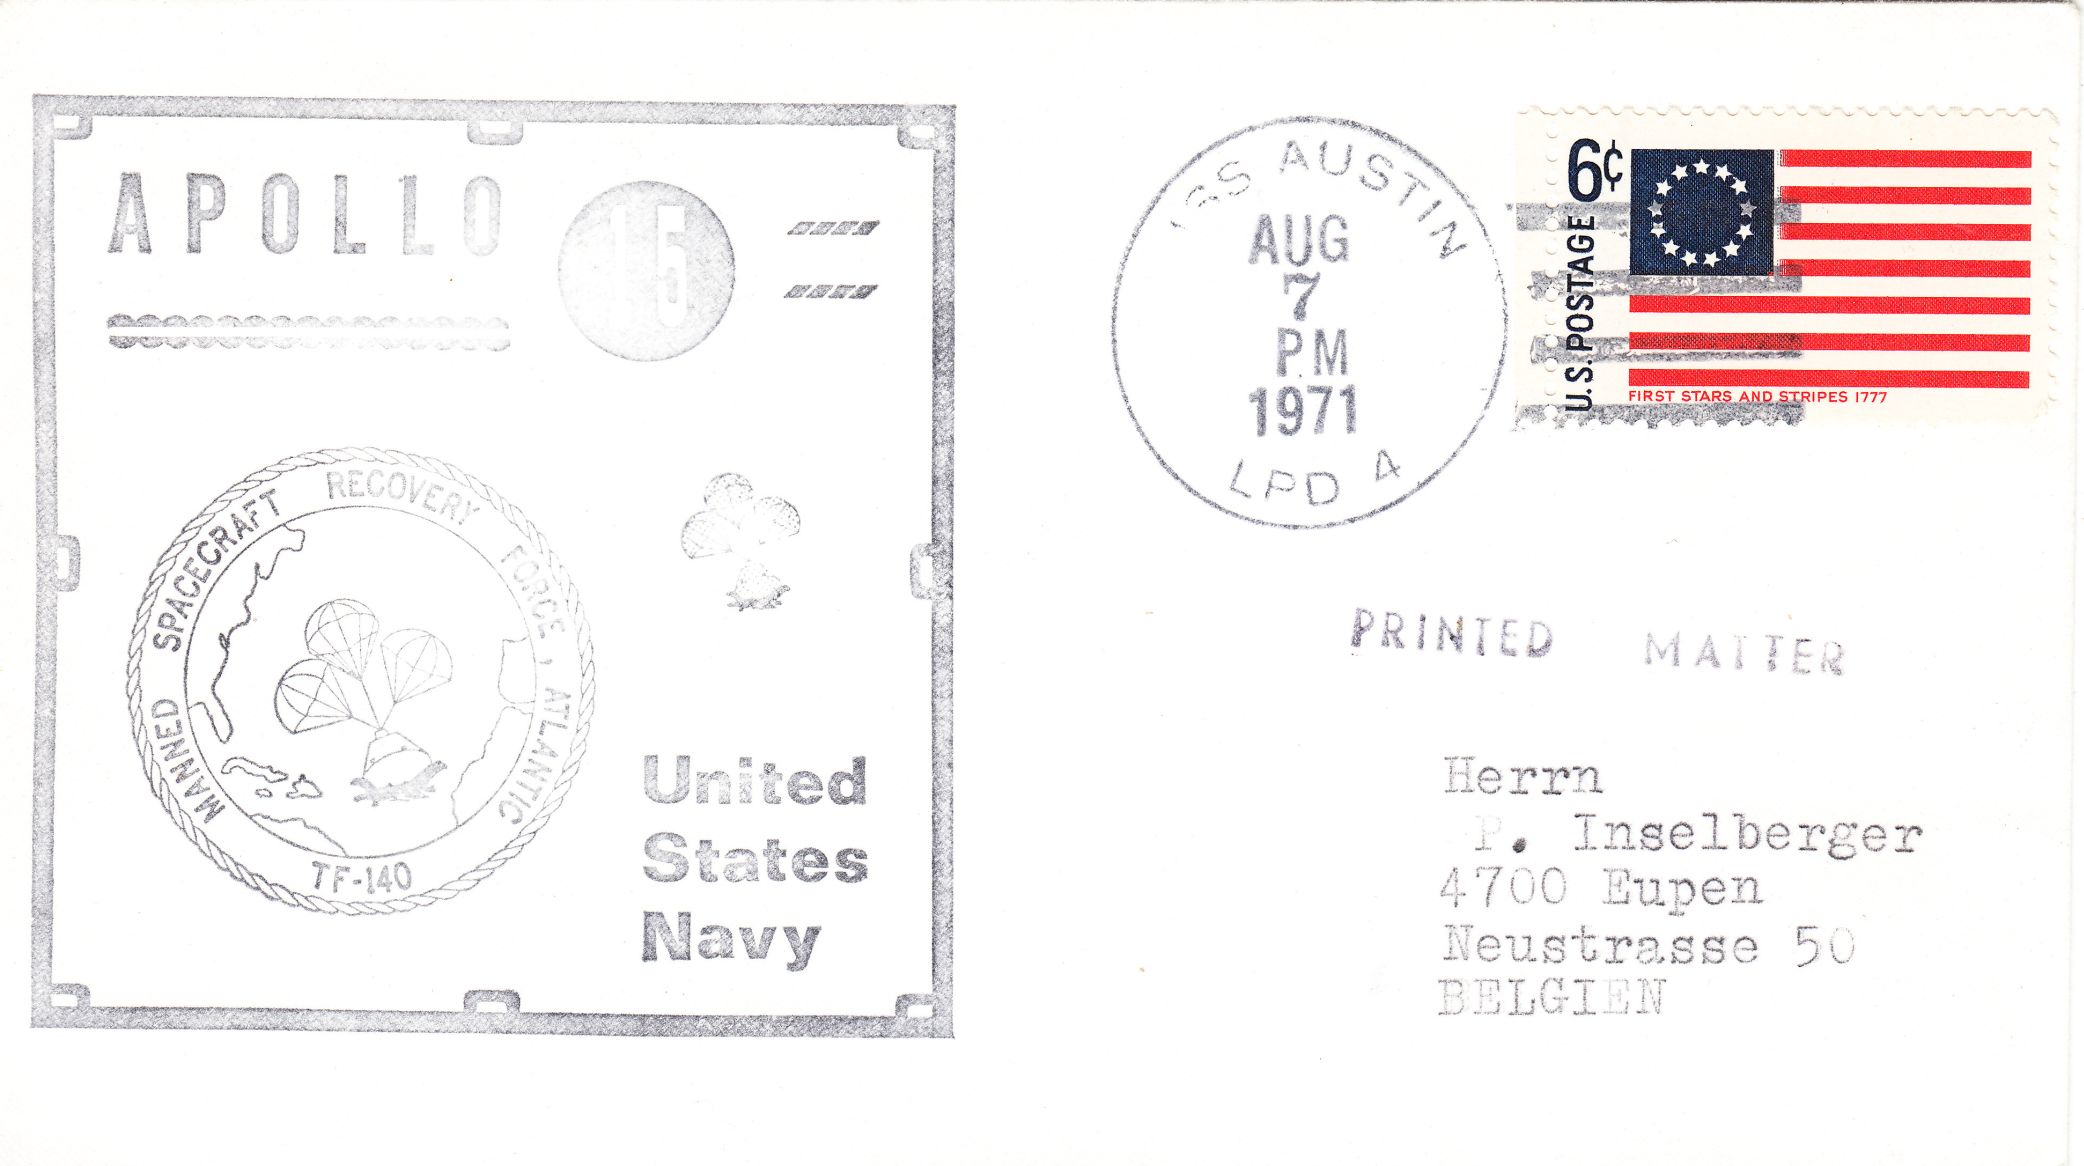 APOLLO 15
MANNED SPACECRAFT RECOVERY FORCE, ATLANTIC
TF-140
United
States
Navy
USS AUSTIN
AUG
7
PM
1971
LPD 4
6¢
U.S. POSTAGE
FIRST STARS AND STRIPES 1777
PRINTED MATTER
Herrn
P. Inselberger
4700 Eupen
Neustrasse 50
BELGIEN